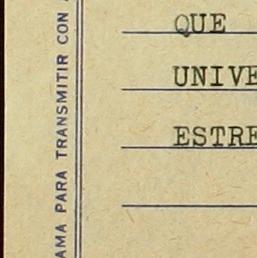 AMA PARA TRANSMITIR CON
QUE
UNIVE
ESTRE